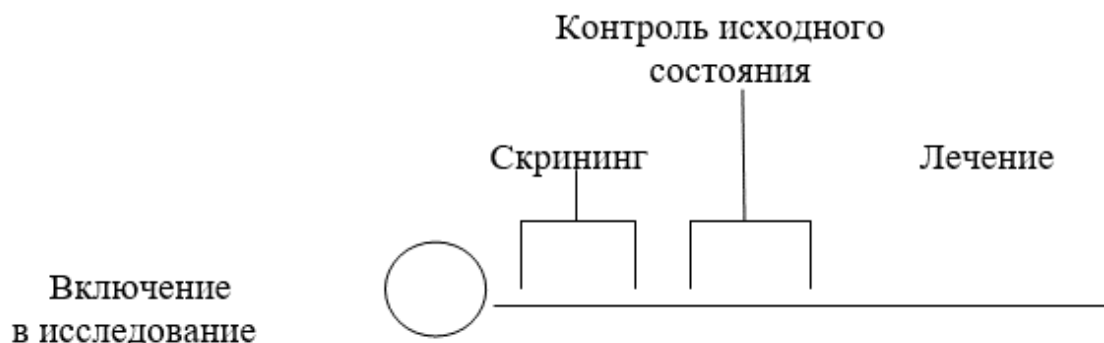 Контроль исходного
состояния
Скрининг
Лечение
Включение
в исследование